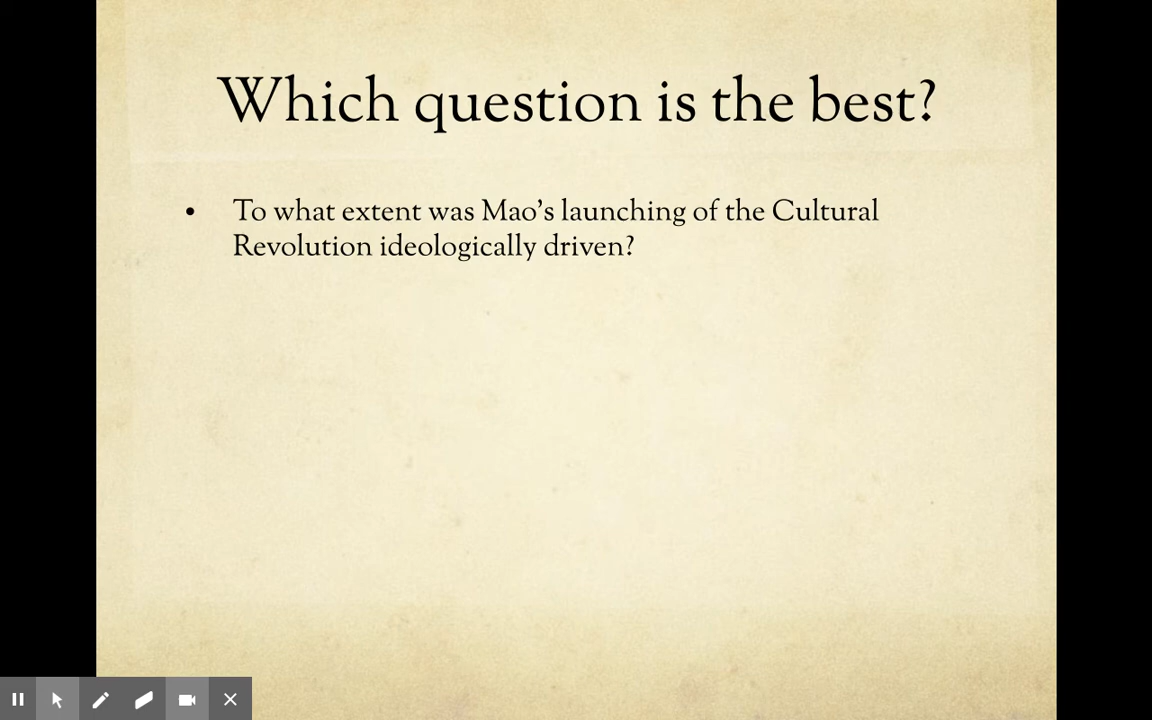 Which question is the best?
• To what extent was Mao’s launching of the Cultural
Revolution ideologically driven?